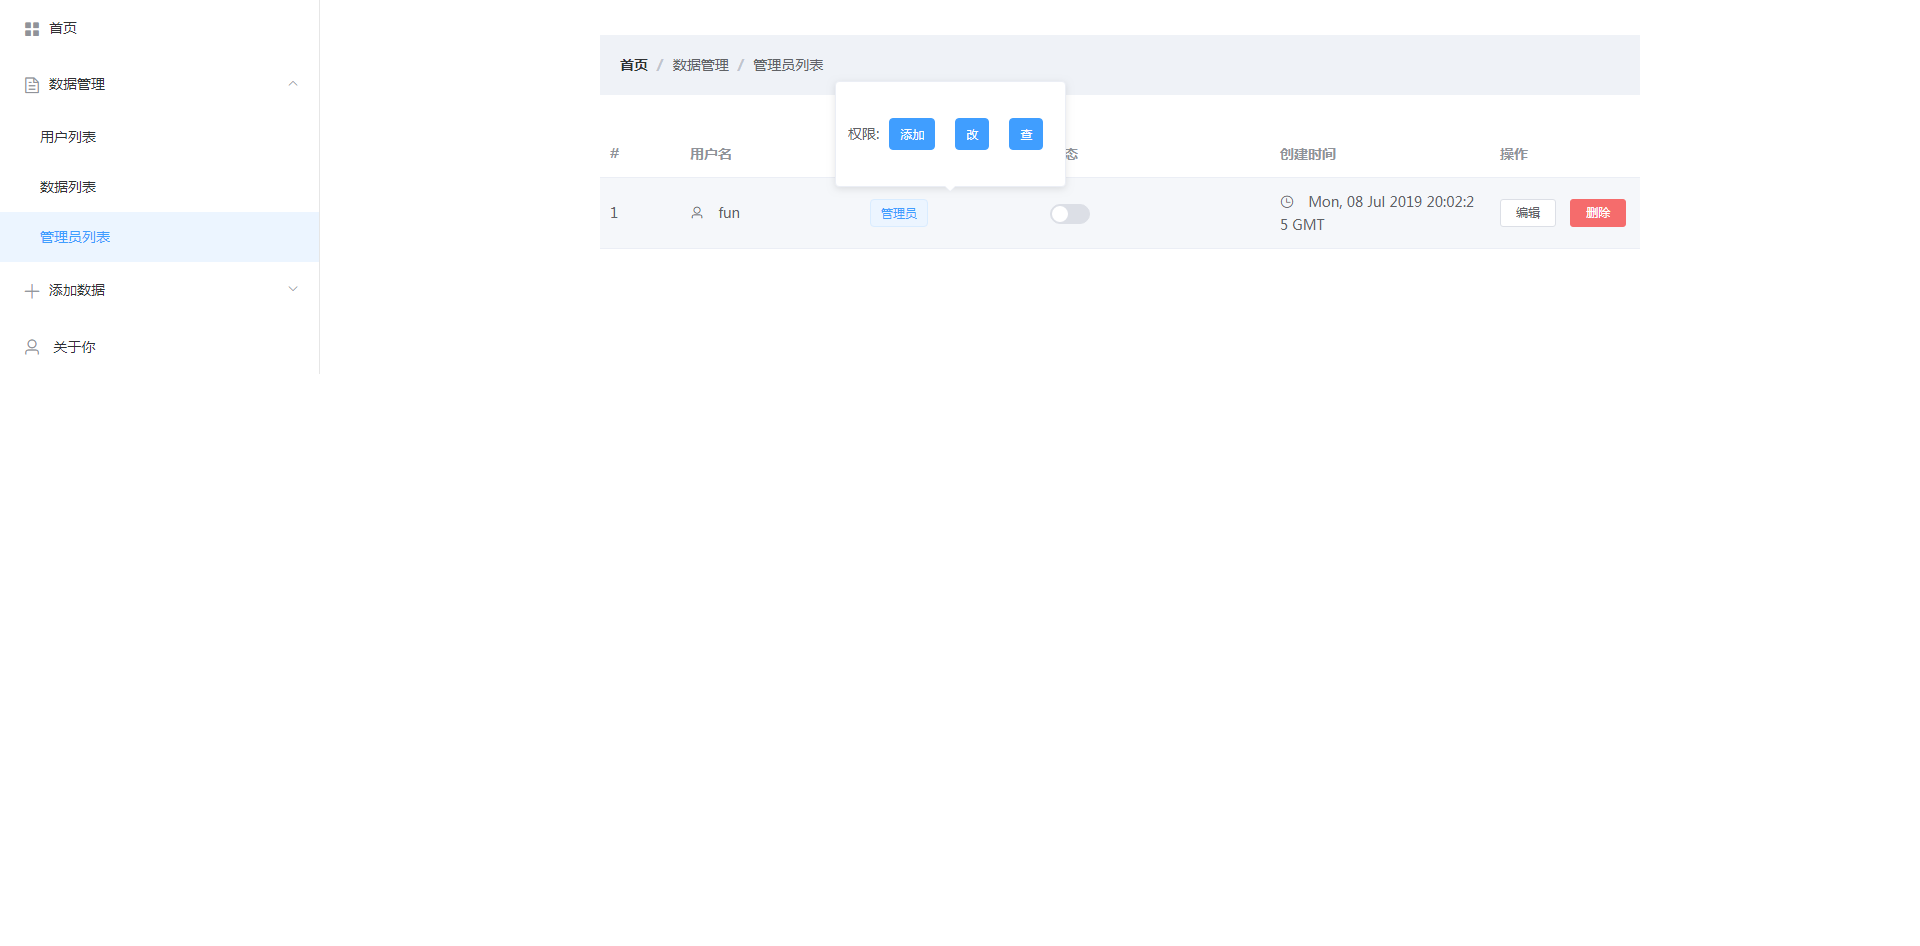 首页
数据管理
用户列表
数据列表
管理员列表
添加数据
关于你
首页 / 数据管理 / 管理员列表
权限: 添加 改 查
# 用户名 态 创建时间 操作
1 fun 管理员 Mon, 08 Jul 2019 20:02:2
5 GMT 编辑 删除